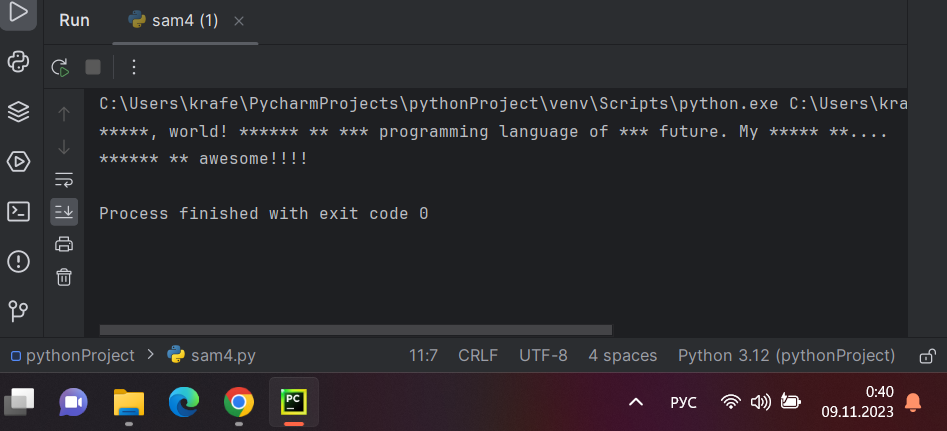 Run sam4 (1)
C:\Users\krafe\PycharmProjects\pythonProject\venv\Scripts\python.exe C:\Users\kra
*****, world! ****** ** *** programming language of *** future. My ***** **....
****** ** awesome!!!!
Process finished with exit code 0
pythonProject > sam4.py 11:7 CRLF UTF-8 4 spaces Python 3.12 (pythonProject)
PC РУС 0:40
09.11.2023